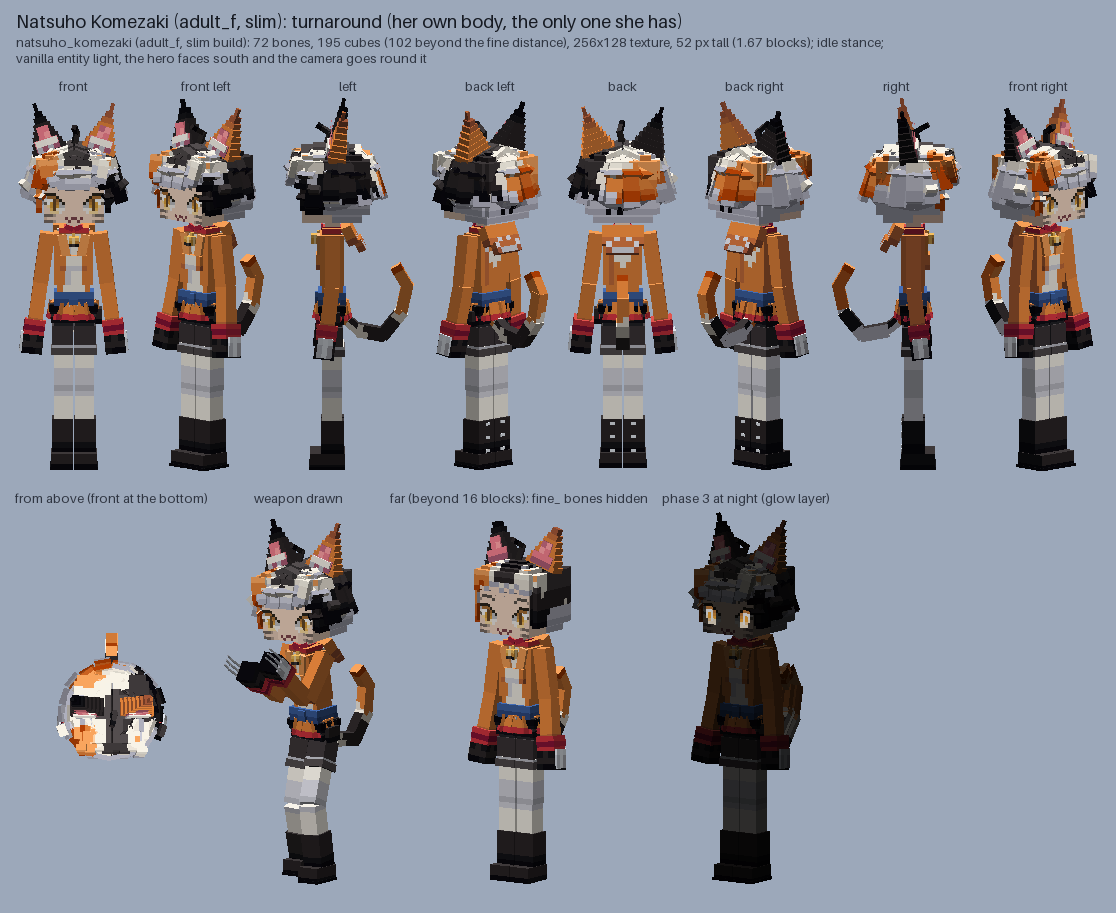 Natsuho Komezaki (adult_f, slim): turnaround (her own body, the only one she has)
natsuho_komezaki (adult_f, slim build): 72 bones, 195 cubes (102 beyond the fine distance), 256x128 texture, 52 px tall (1.67 blocks); idle stance;
vanilla entity light, the hero faces south and the camera goes round it
front
front left
left
back left
back
back right
right
front right
from above (front at the bottom)
weapon drawn
far (beyond 16 blocks): fine_ bones hidden
phase 3 at night (glow layer)